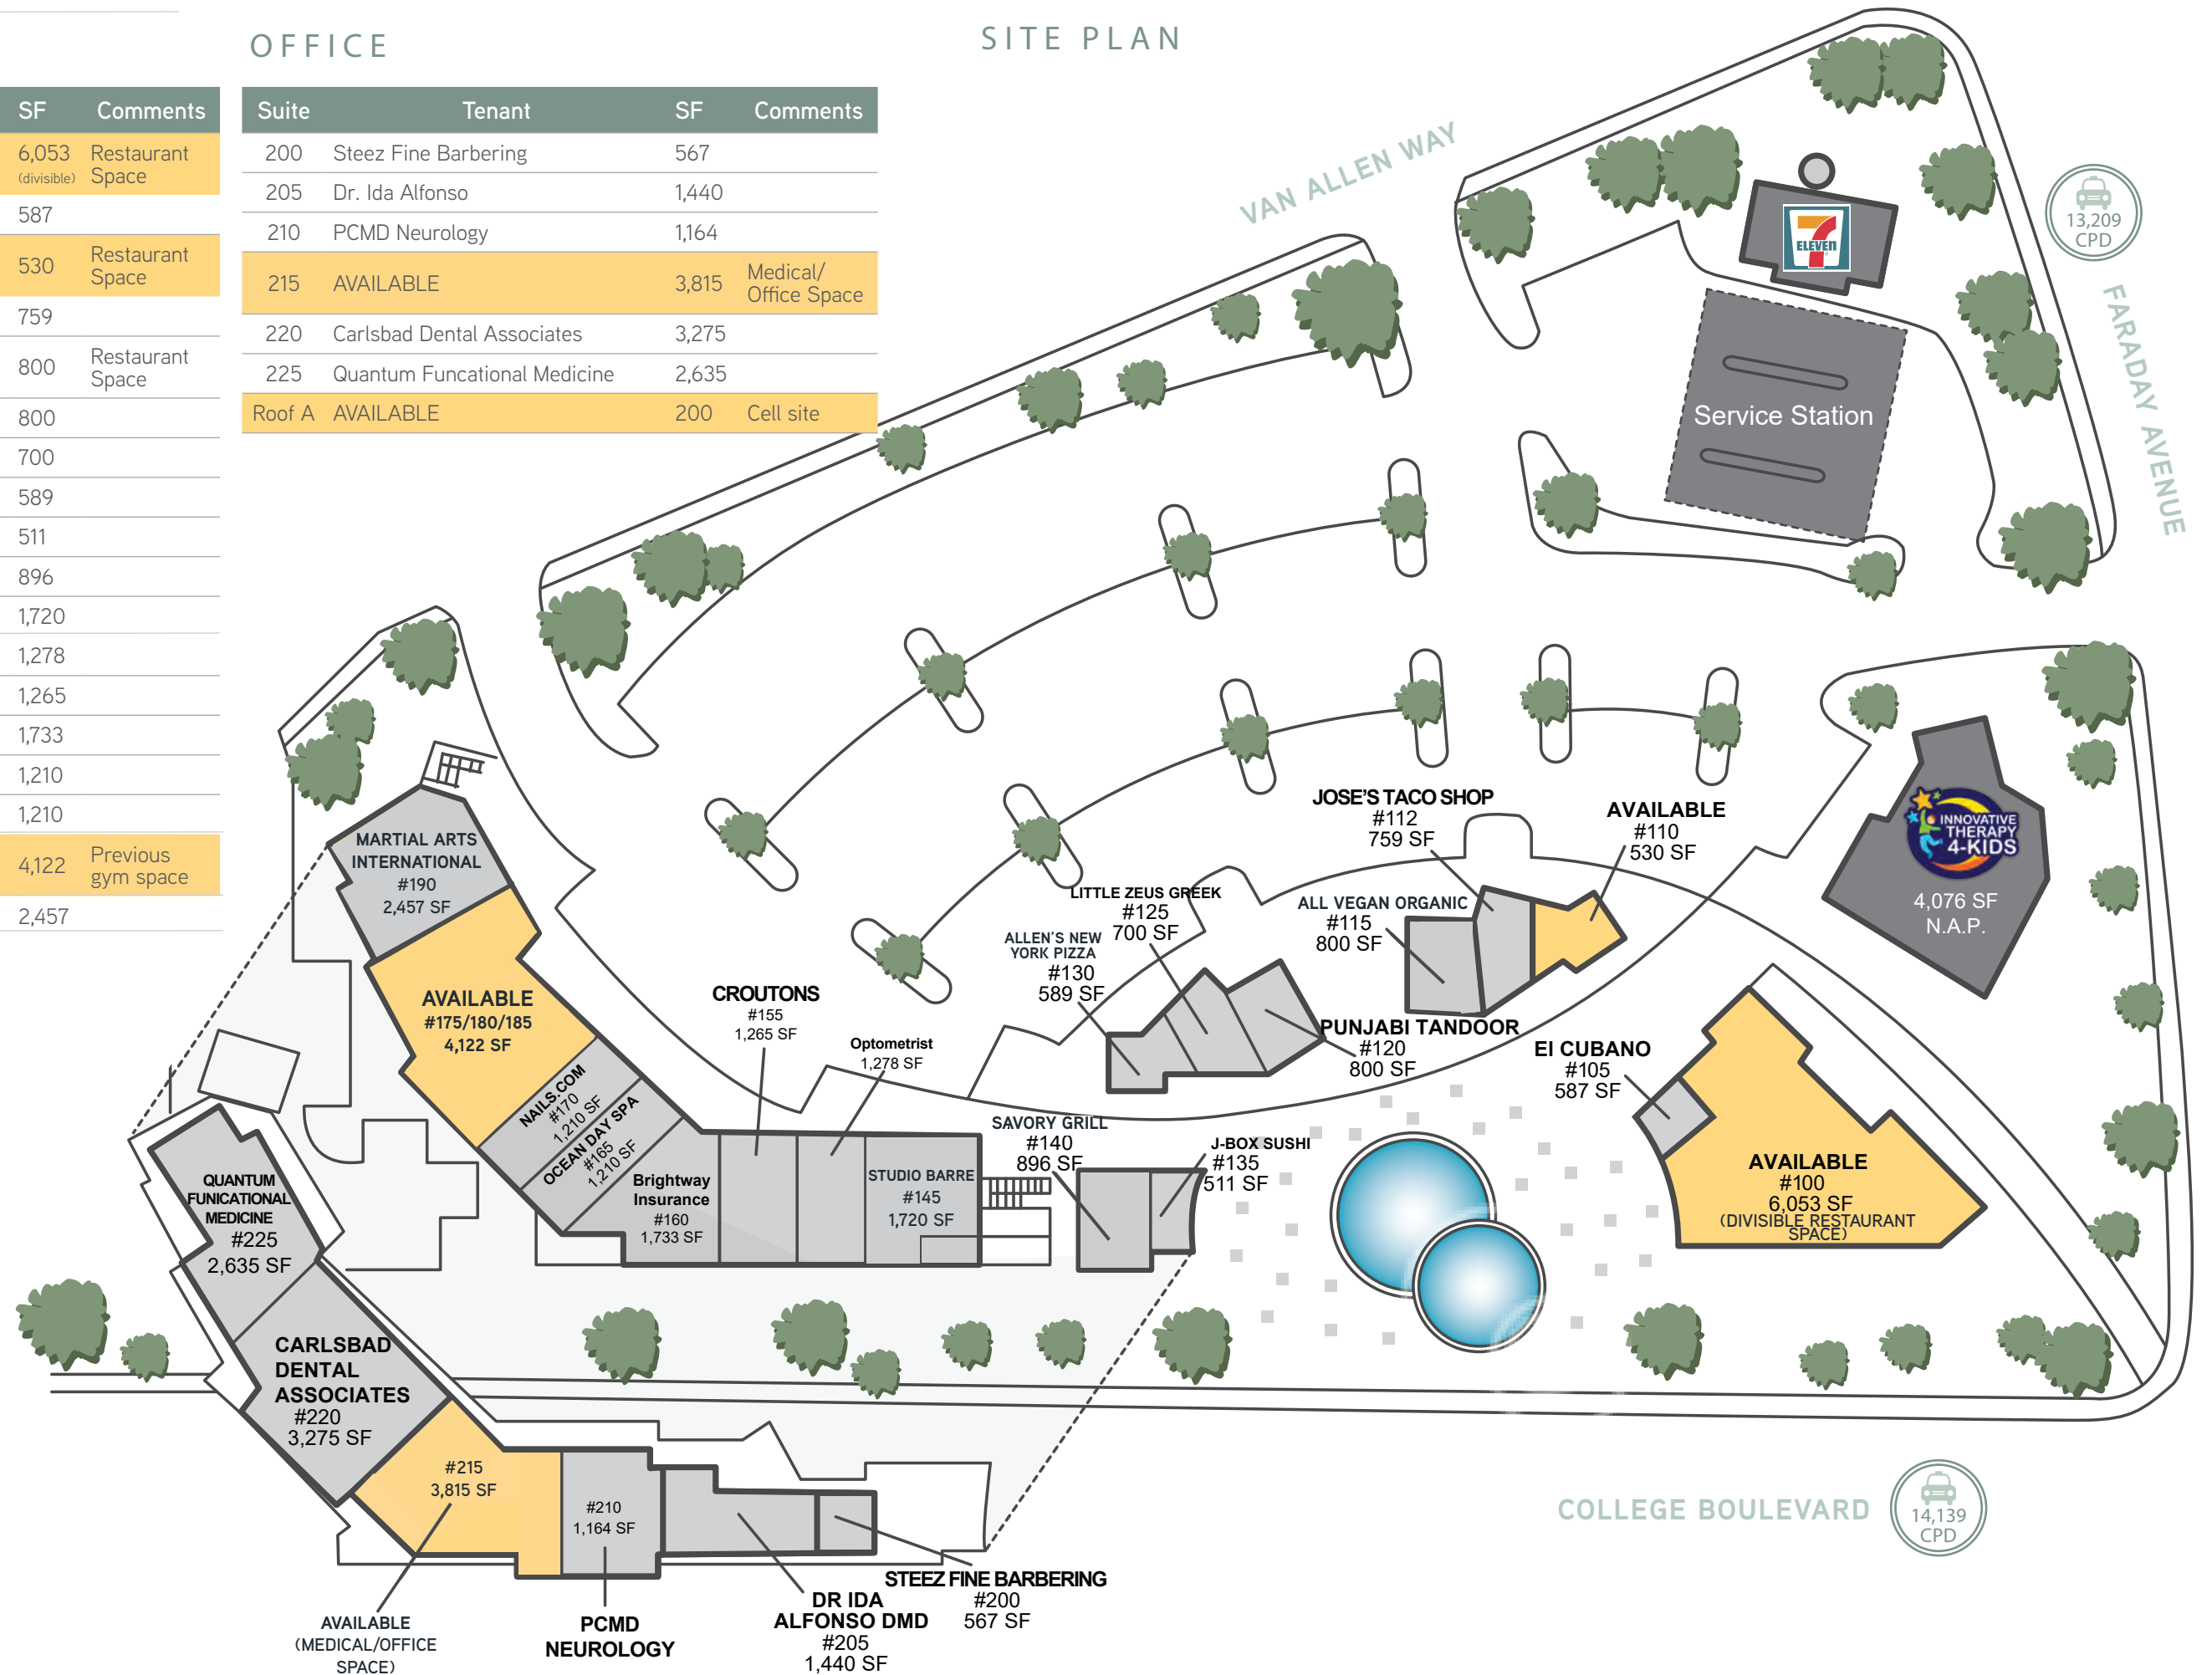 OFFICE
SITE PLAN
SF Comments
6,053 Restaurant
(divisible) Space
587
530 Restaurant
Space
759
800 Restaurant
Space
800
700
589
511
896
1,720
1,278
1,265
1,733
1,210
1,210
4,122 Previous
gym space
2,457
Suite Tenant SF Comments
200 Steez Fine Barbering 567
205 Dr. Ida Alfonso 1,440
210 PCMD Neurology 1,164
215 AVAILABLE 3,815 Medical/
Office Space
220 Carlsbad Dental Associates 3,275
225 Quantum Funcational Medicine 2,635
Roof A AVAILABLE 200 Cell site
VAN ALLEN WAY
7
ELEVEN
13,209
CPD
FARADAY AVENUE
Service Station
INNOVATIVE
THERAPY
4-KIDS
4,076 SF
N.A.P.
JOSE'S TACO SHOP
#112
759 SF
AVAILABLE
#110
530 SF
LITTLE ZEUS GREEK
#125
700 SF
ALL VEGAN ORGANIC
#115
800 SF
ALLEN'S NEW
YORK PIZZA
#130
589 SF
PUNJABI TANDOOR
#120
800 SF
MARTIAL ARTS
INTERNATIONAL
#190
2,457 SF
AVAILABLE
#175/180/185
4,122 SF
CROUTONS
#155
1,265 SF
Optometrist
1,278 SF
NAILS.COM
#170
1,210 SF
OCEAN DAY SPA
#165
1,210 SF
Brightway
Insurance
#160
1,733 SF
STUDIO BARRE
#145
1,720 SF
SAVORY GRILL
#140
896 SF
J-BOX SUSHI
#135
511 SF
El CUBANO
#105
587 SF
AVAILABLE
#100
6,053 SF
(DIVISIBLE RESTAURANT
SPACE)
QUANTUM
FUNICATIONAL
MEDICINE
#225
2,635 SF
CARLSBAD
DENTAL
ASSOCIATES
#220
3,275 SF
#215
3,815 SF
AVAILABLE
(MEDICAL/OFFICE
SPACE)
#210
1,164 SF
PCMD
NEUROLOGY
DR IDA
ALFONSO DMD
#205
1,440 SF
STEEZ FINE BARBERING
#200
567 SF
COLLEGE BOULEVARD
14,139
CPD